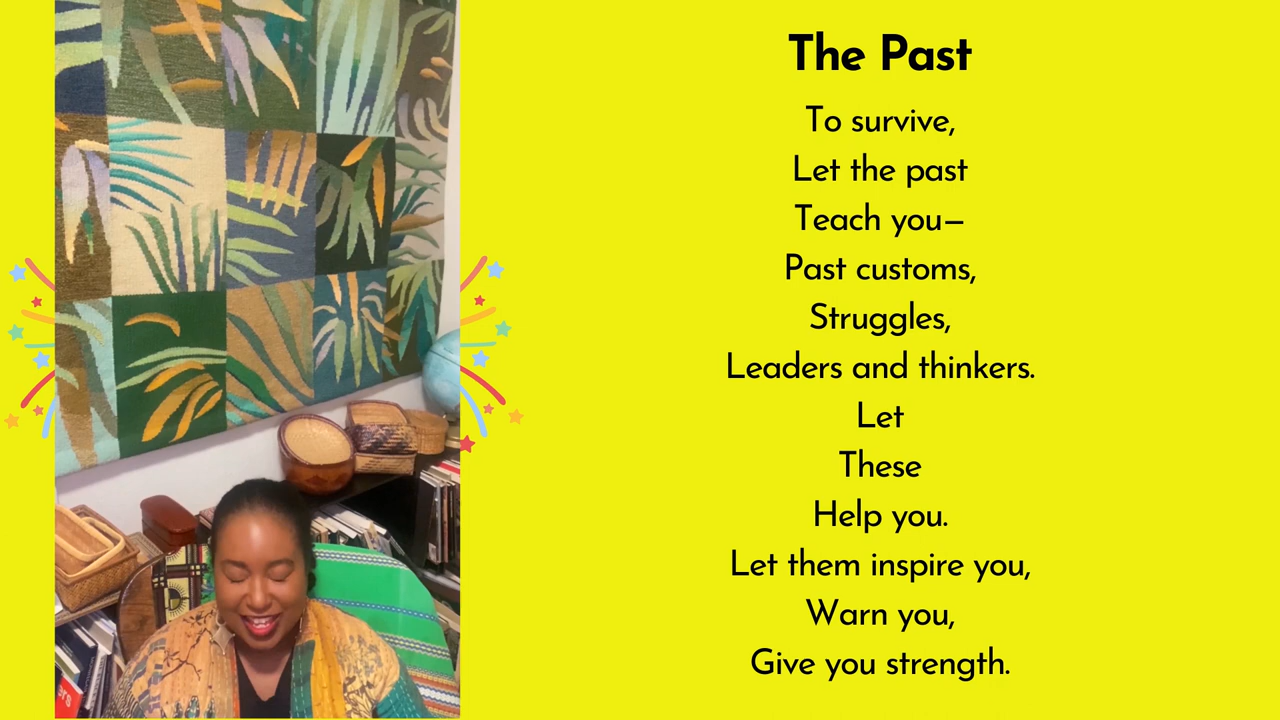 The Past
To survive,
Let the past
Teach you—
Past customs,
Struggles,
Leaders and thinkers.
Let
These
Help you.
Let them inspire you,
Warn you,
Give you strength.
ers